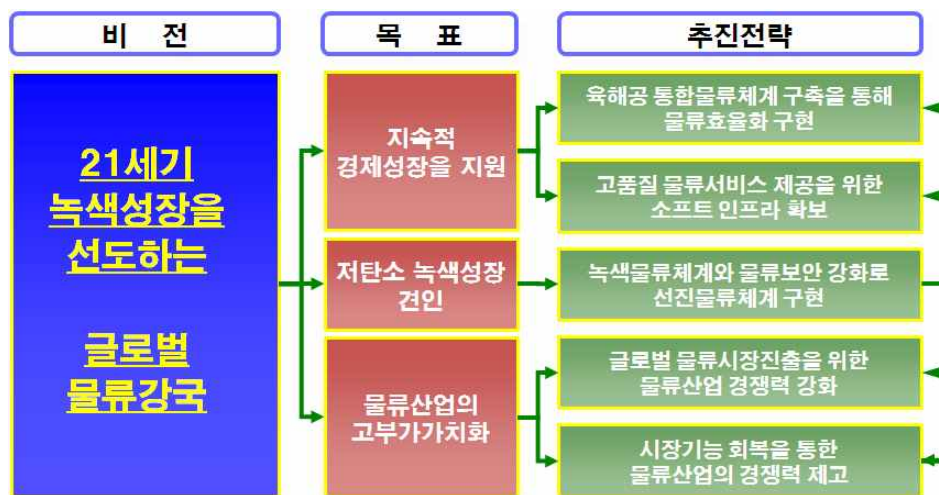 비 전
목 표
추진전략
21세기
녹색성장을
선도하는
글로벌
물류강국
지속적
경제성장을 지원
저탄소 녹색성장
견인
물류산업의
고부가가치화
육해공 통합물류체계 구축을 통해
물류효율화 구현
고품질 물류서비스 제공을 위한
소프트 인프라 확보
녹색물류체계와 물류보안 강화로
선진물류체계 구현
글로벌 물류시장진출을 위한
물류산업 경쟁력 강화
시장기능 회복을 통한
물류산업의 경쟁력 제고